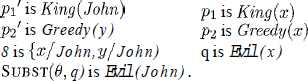 p₁′ is King(John) p₁ is King(x)
p₂′ is Greedy(y) p₂ is Greedy(x)
8 is {x/John, y/John} q is Evil(x)
SUBST(θ, q) is Evil(John).